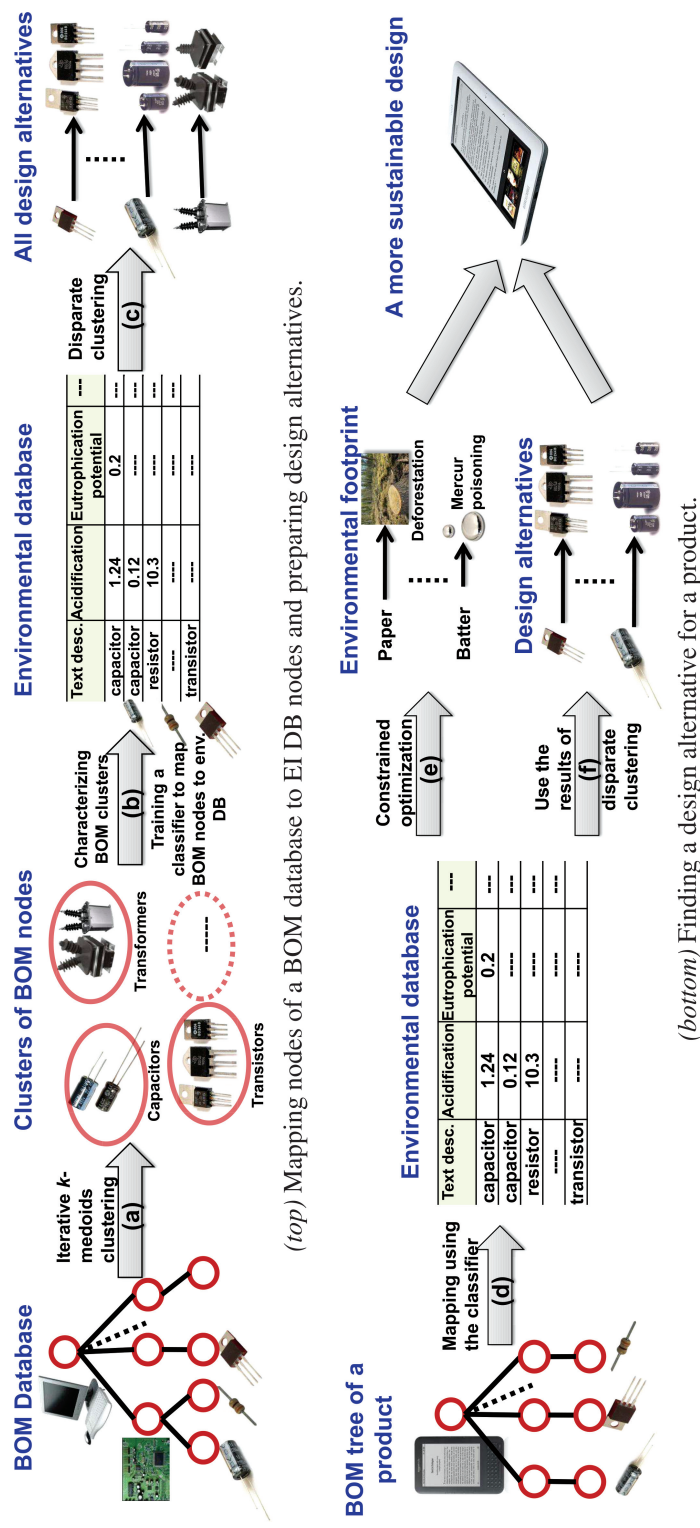 BOM Database
Iterative k-
medoids
clustering
(a)
Clusters of BOM nodes
Capacitors
Transformers
Transistors
-----
Characterizing
BOM clusters
(b)
Training a
classifier to map
BOM nodes to env.
DB
Environmental database
Text desc. Acidification Eutrophication potential ---
capacitor 1.24 0.2 ---
capacitor 0.12 ---- ---
resistor 10.3 ---- ---
---- ---- ---- ---
transistor ---- ---- ---
Disparate
clustering
(c)
All design alternatives
(top) Mapping nodes of a BOM database to EI DB nodes and preparing design alternatives.
BOM tree of a
product
Mapping using
the classifier
(d)
Environmental database
Text desc. Acidification Eutrophication potential ---
capacitor 1.24 0.2 ---
capacitor 0.12 ---- ---
resistor 10.3 ---- ---
---- ---- ---- ---
transistor ---- ---- ---
Constrained
optimization
(e)
Use the
results of
(f)
disparate
clustering
Environmental footprint
Paper
Deforestation
Batter
Mercur
poisoning
Design alternatives
A more sustainable design
(bottom) Finding a design alternative for a product.